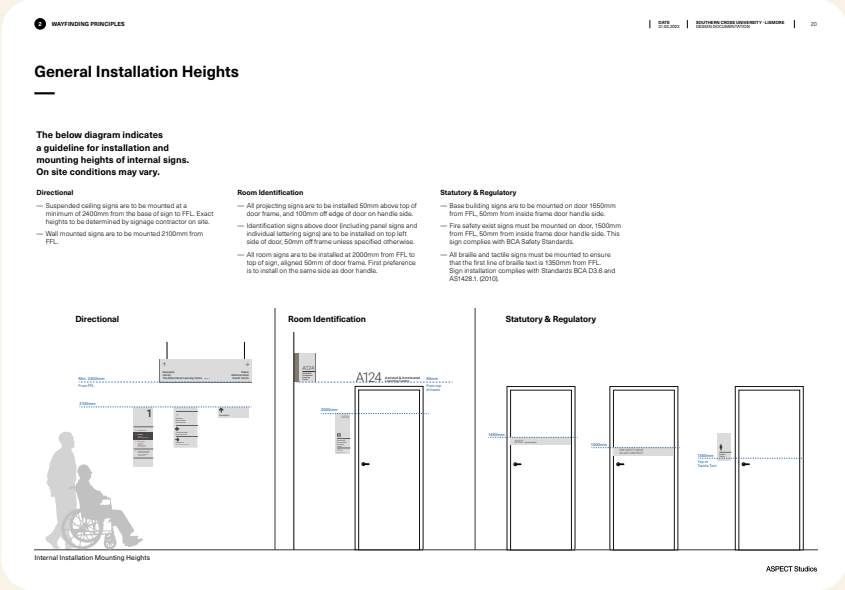 2 WAYFINDING PRINCIPLES
DATE
31.03.2022
SOUTHERN CROSS UNIVERSITY - LISMORE
DESIGN DOCUMENTATION
20
General Installation Heights
The below diagram indicates
a guideline for installation and
mounting heights of internal signs.
On site conditions may vary.
Directional
— Suspended ceiling signs are to be mounted at a
minimum of 2400mm from the base of sign to FFL. Exact
heights to be determined by signage contractor on site.
— Wall mounted signs are to be mounted 2100mm from
FFL.
Room Identification
— All projecting signs are to be installed 50mm above top of
door frame, and 100mm off edge of door on handle side.
— Identification signs above door (including panel signs and
individual lettering signs) are to be installed on top left
side of door, 50mm off frame unless specified otherwise.
— All room signs are to be installed at 2000mm from FFL to
top of sign, aligned 50mm of door frame. First preference
is to install on the same side as door handle.
Statutory & Regulatory
— Base building signs are to be mounted on door 1650mm
from FFL, 50mm from inside frame door handle side.
— Fire safety exist signs must be mounted on door, 1500mm
from FFL, 50mm from inside frame door handle side. This
sign complies with BCA Safety Standards.
— All braille and tactile signs must be mounted to ensure
that the first line of braille text is 1350mm from FFL.
Sign installation complies with Standards BCA D3.6 and
AS1428.1. (2010).
Directional
Room Identification
Statutory & Regulatory
Min. 2400mm
From FFL
2100mm
1
A124
A124
50mm
From top
of frame
2000mm
1650mm
1500mm
1350mm
Top of
Tactile Text
Internal Installation Mounting Heights
ASPECT Studios